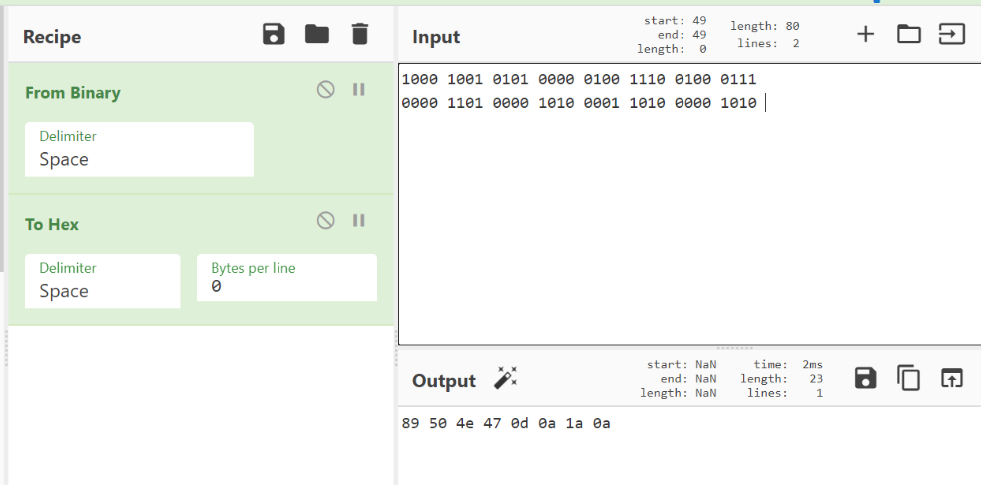 Recipe
From Binary
Delimiter
Space
To Hex
Delimiter
Space
Bytes per line
0
Input
start: 49
end: 49
length: 0
length: 80
lines: 2
1000 1001 0101 0000 0100 1110 0100 0111
0000 1101 0000 1010 0001 1010 0000 1010
Output
start: NaN
end: NaN
length: NaN
time: 2ms
length: 23
lines: 1
89 50 4e 47 0d 0a 1a 0a